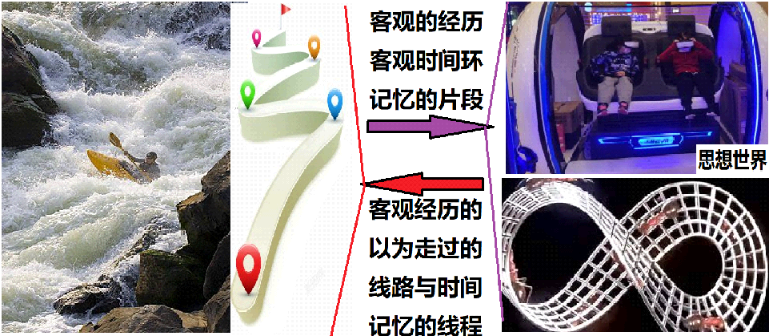 客观的经历
客观时间环
记忆的片段
思想世界
客观经历的
以为走过的
线路与时间
记忆的线程